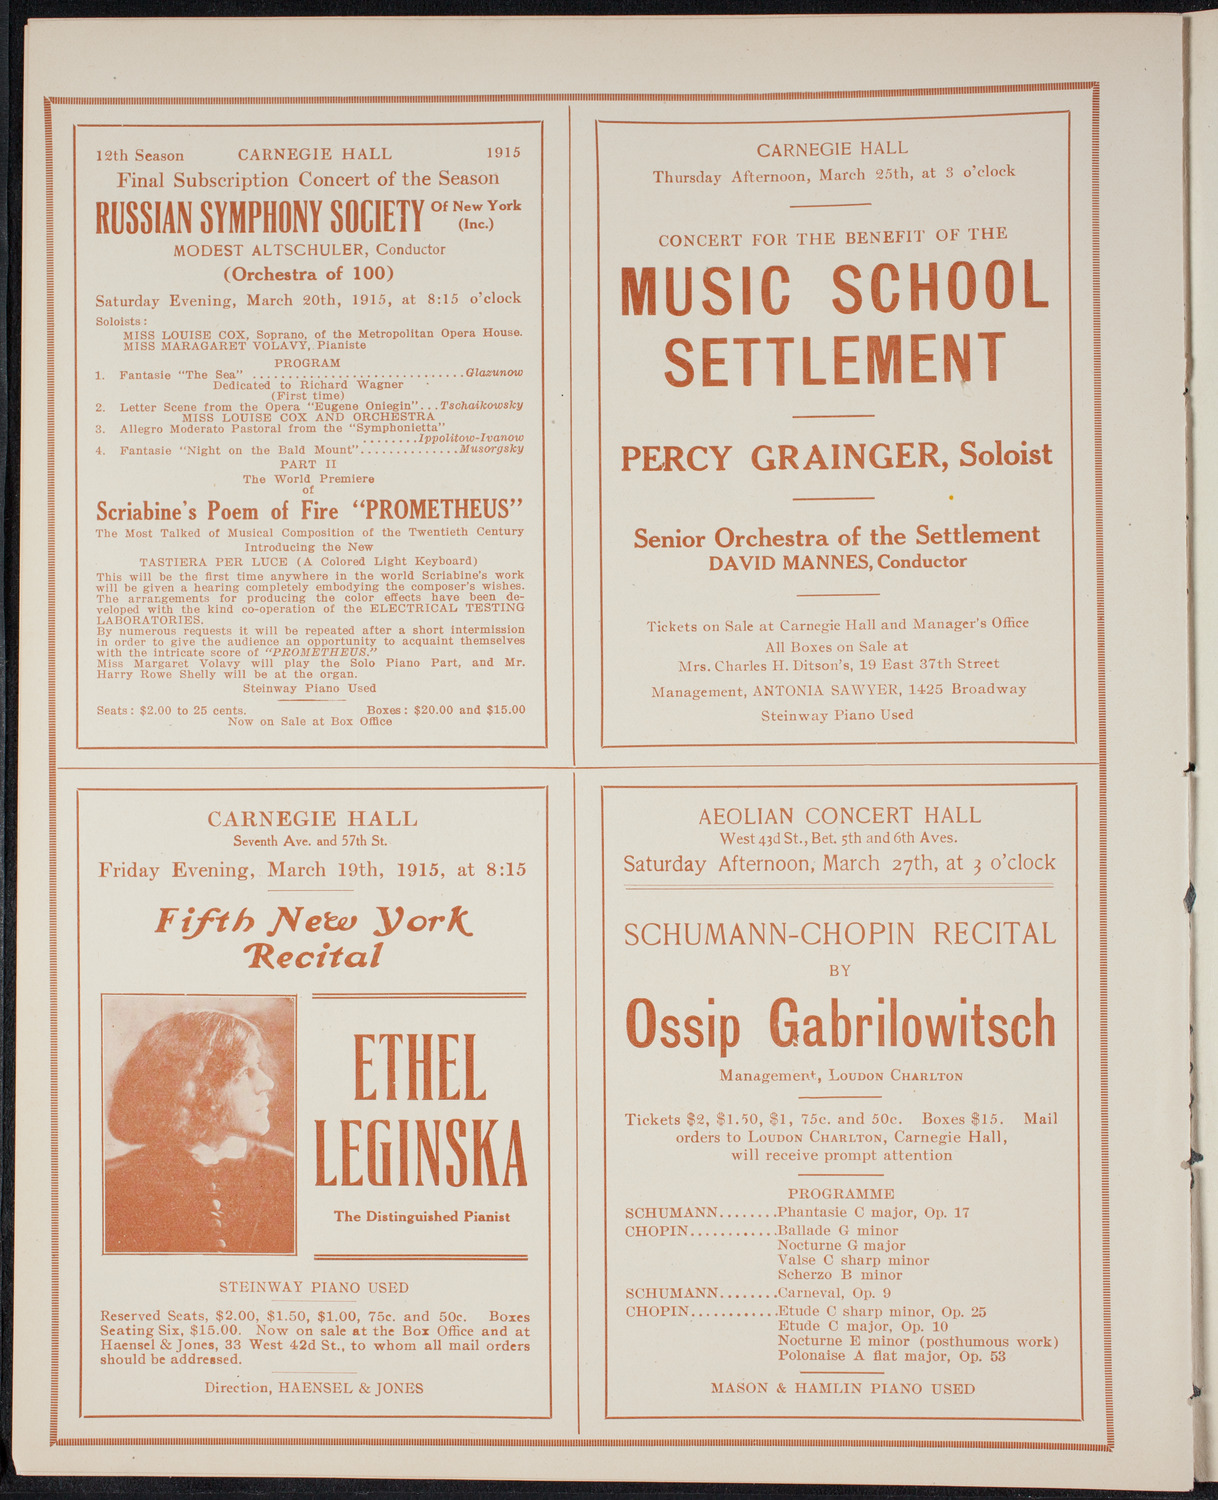 12th Season CARNEGIE HALL 1915
Final Subscription Concert of the Season
RUSSIAN SYMPHONY SOCIETY Of New York
(Inc.)
MODEST ALTSCHULER, Conductor
(Orchestra of 100)
Saturday Evening, March 20th, 1915, at 8:15 o'clock
Soloists:
MISS LOUISE COX, Soprano, of the Metropolitan Opera House.
MISS MARAGARET VOLAVY, Pianiste
PROGRAM
1. Fantasie "The Sea" ..............................Glazunow
Dedicated to Richard Wagner
(First time)
2. Letter Scene from the Opera "Eugene Oniegin"...Tschaikowsky
MISS LOUISE COX AND ORCHESTRA
3. Allegro Moderato Pastoral from the "Symphonietta"
........Ippolitow-Ivanow
4. Fantasie "Night on the Bald Mount"..............Musorgsky
PART II
The World Premiere
of
Scriabine's Poem of Fire "PROMETHEUS"
The Most Talked of Musical Composition of the Twentieth Century
Introducing the New
TASTIERA PER LUCE (A Colored Light Keyboard)
This will be the first time anywhere in the world Scriabine's work
will be given a hearing completely embodying the composer's wishes.
The arrangements for producing the color effects have been de-
veloped with the kind co-operation of the ELECTRICAL TESTING
LABORATORIES.
By numerous requests it will be repeated after a short intermission
in order to give the audience an opportunity to acquaint themselves
with the intricate score of "PROMETHEUS."
Miss Margaret Volavy will play the Solo Piano Part, and Mr.
Harry Rowe Shelly will be at the organ.
Steinway Piano Used
Seats: $2.00 to 25 cents. Boxes: $20.00 and $15.00
Now on Sale at Box Office
CARNEGIE HALL
Thursday Afternoon, March 25th, at 3 o'clock
CONCERT FOR THE BENEFIT OF THE
MUSIC SCHOOL
SETTLEMENT
PERCY GRAINGER, Soloist
Senior Orchestra of the Settlement
DAVID MANNES, Conductor
Tickets on Sale at Carnegie Hall and Manager's Office
All Boxes on Sale at
Mrs. Charles H. Ditson's, 19 East 37th Street
Management, ANTONIA SAWYER, 1425 Broadway
Steinway Piano Used
CARNEGIE HALL
Seventh Ave. and 57th St.
Friday Evening, March 19th, 1915, at 8:15
Fifth New York
Recital
ETHEL
LEGINSKA
The Distinguished Pianist
STEINWAY PIANO USED
Reserved Seats, $2.00, $1.50, $1.00, 75c. and 50c. Boxes
Seating Six, $15.00. Now on sale at the Box Office and at
Haensel & Jones, 33 West 42d St., to whom all mail orders
should be addressed.
Direction, HAENSEL & JONES
AEOLIAN CONCERT HALL
West 43d St., Bet. 5th and 6th Aves.
Saturday Afternoon, March 27th, at 3 o'clock
SCHUMANN-CHOPIN RECITAL
BY
Ossip Gabrilowitsch
Management, LOUDON CHARLTON
Tickets $2, $1.50, $1, 75c. and 50c. Boxes $15. Mail
orders to LOUDON CHARLTON, Carnegie Hall,
will receive prompt attention
PROGRAMME
SCHUMANN........Phantasie C major, Op. 17
CHOPIN............Ballade G minor
Nocturne G major
Valse C sharp minor
Scherzo B minor
SCHUMANN........Carneval, Op. 9
CHOPIN............Etude C sharp minor, Op. 25
Etude C major, Op. 10
Nocturne E minor (posthumous work)
Polonaise A flat major, Op. 53
MASON & HAMLIN PIANO USED